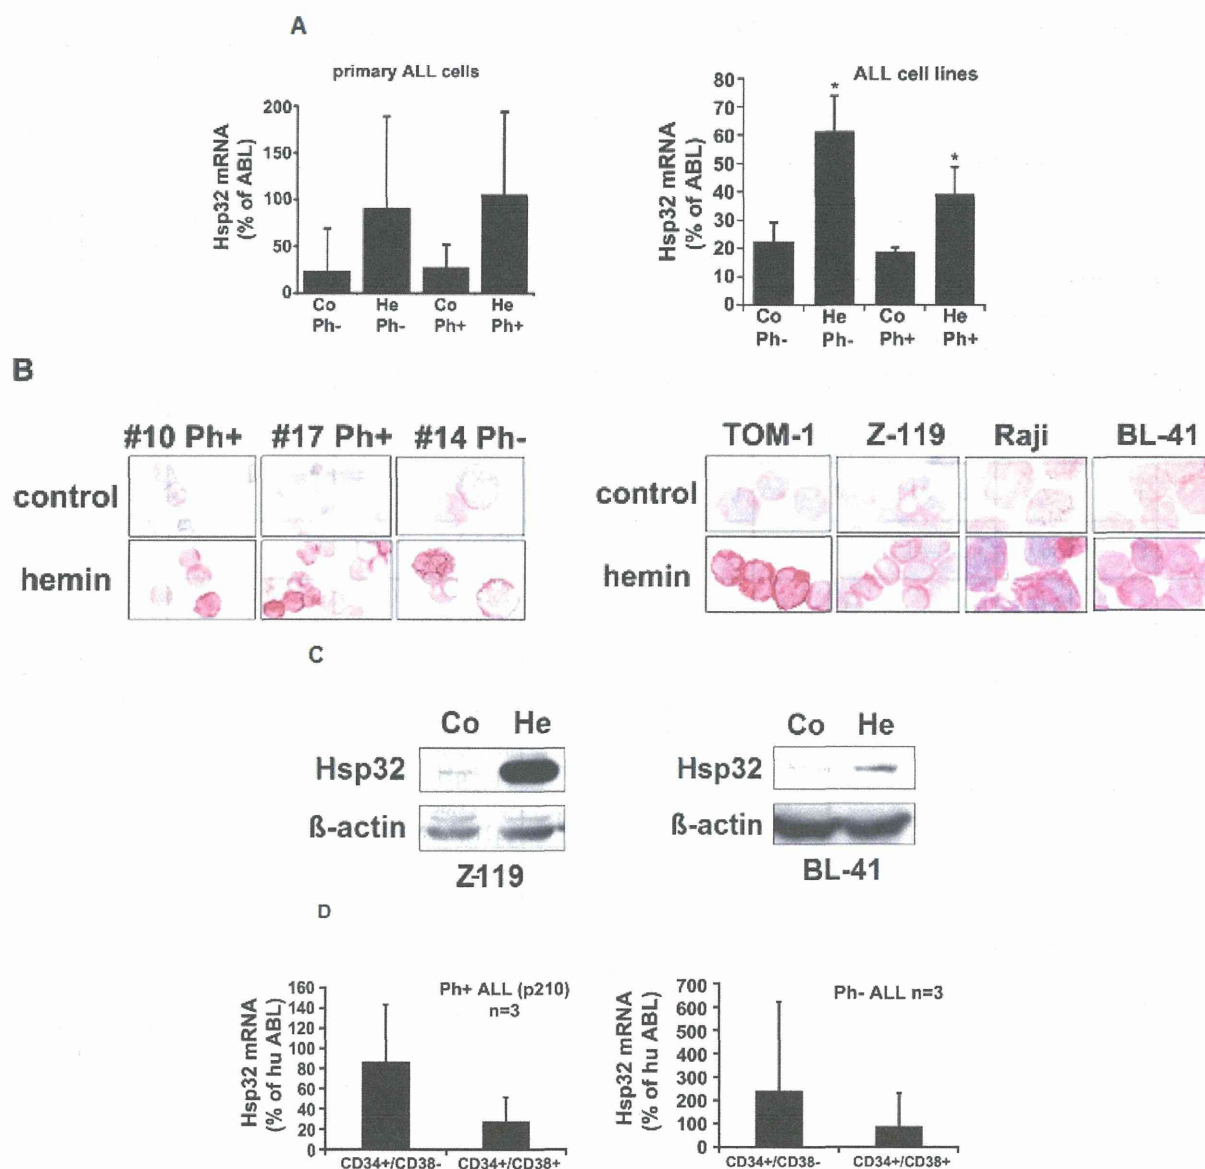 A
primary ALL cells
Hsp32 mRNA
(% of ABL)
200
150
100
50
0
Co
Ph-
He
Ph-
Co
Ph+
He
Ph+
ALL cell lines
Hsp32 mRNA
(% of ABL)
80
70
60
50
40
30
20
10
0
*
*
Co
Ph-
He
Ph-
Co
Ph+
He
Ph+
B
#10 Ph+ #17 Ph+ #14 Ph-
control
hemin
TOM-1 Z-119 Raji BL-41
control
hemin
C
Co He
Hsp32
ß-actin
Z-119
Co He
Hsp32
ß-actin
BL-41
D
Hsp32 mRNA
(% of hu ABL)
160
140
120
100
80
60
40
20
0
Ph+ ALL (p210)
n=3
CD34+/CD38- CD34+/CD38+
Hsp32 mRNA
(% of hu ABL)
700
600
500
400
300
200
100
0
Ph- ALL n=3
CD34+/CD38- CD34+/CD38+